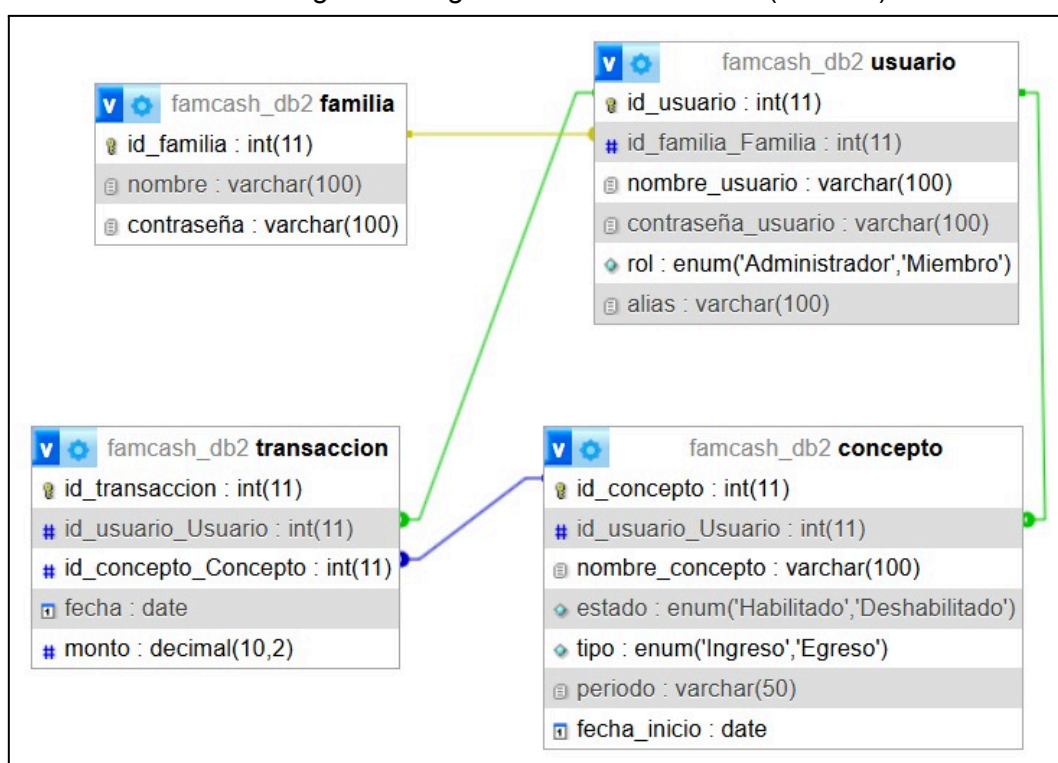 famcash_db2 familia
id_familia : int(11)
nombre : varchar(100)
contraseña : varchar(100)
famcash_db2 usuario
id_usuario : int(11)
id_familia_Familia : int(11)
nombre_usuario : varchar(100)
contraseña_usuario : varchar(100)
rol : enum('Administrador','Miembro')
alias : varchar(100)
famcash_db2 transaccion
id_transaccion : int(11)
id_usuario_Usuario : int(11)
id_concepto_Concepto : int(11)
fecha : date
monto : decimal(10,2)
famcash_db2 concepto
id_concepto : int(11)
id_usuario_Usuario : int(11)
nombre_concepto : varchar(100)
estado : enum('Habilitado','Deshabilitado')
tipo : enum('Ingreso','Egreso')
periodo : varchar(50)
fecha_inicio : date